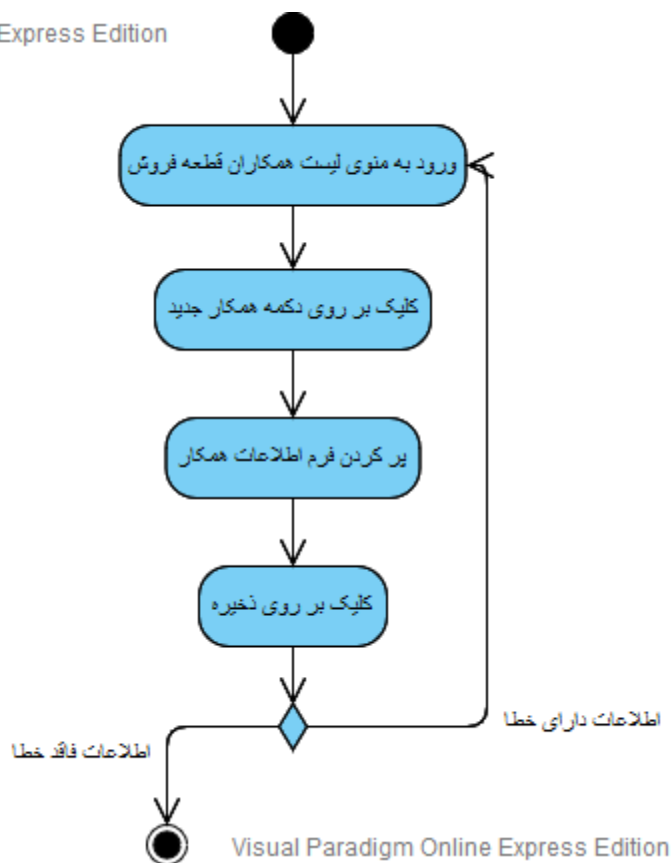 Express Edition
ورود به منوی لیست همکاران قطعه فروش
کلیک بر روی دکمه همکار جدید
پر کردن فرم اطلاعات همکار
کلیک بر روی ذخیره
اطلاعات دارای خطا
اطلاعات فاقد خطا
Visual Paradigm Online Express Edition